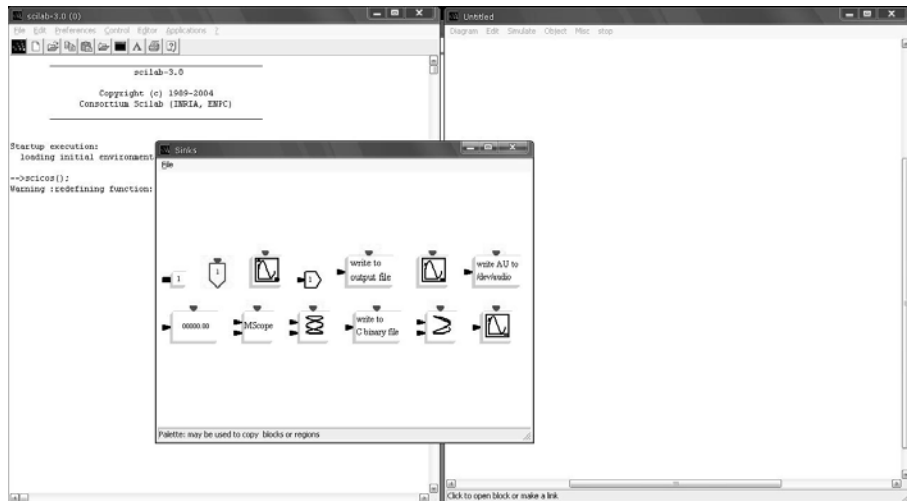 scilab-3.0 (0)
File Edit Preferences Control Editor Applications ?
scilab-3.0
Copyright (c) 1989-2004
Consortium Scilab (INRIA, ENPC)
Startup execution:
loading initial environment
-->scicos();
Warning :redefining function:
Sinks
File
1
1
1
write to
output file
write AU to
/dev/audio
00000.00
MScope
write to
C binary file
Palette: may be used to copy blocks or regions
Untitled
Diagram Edit Simulate Object Misc stop
Click to open block or make a link